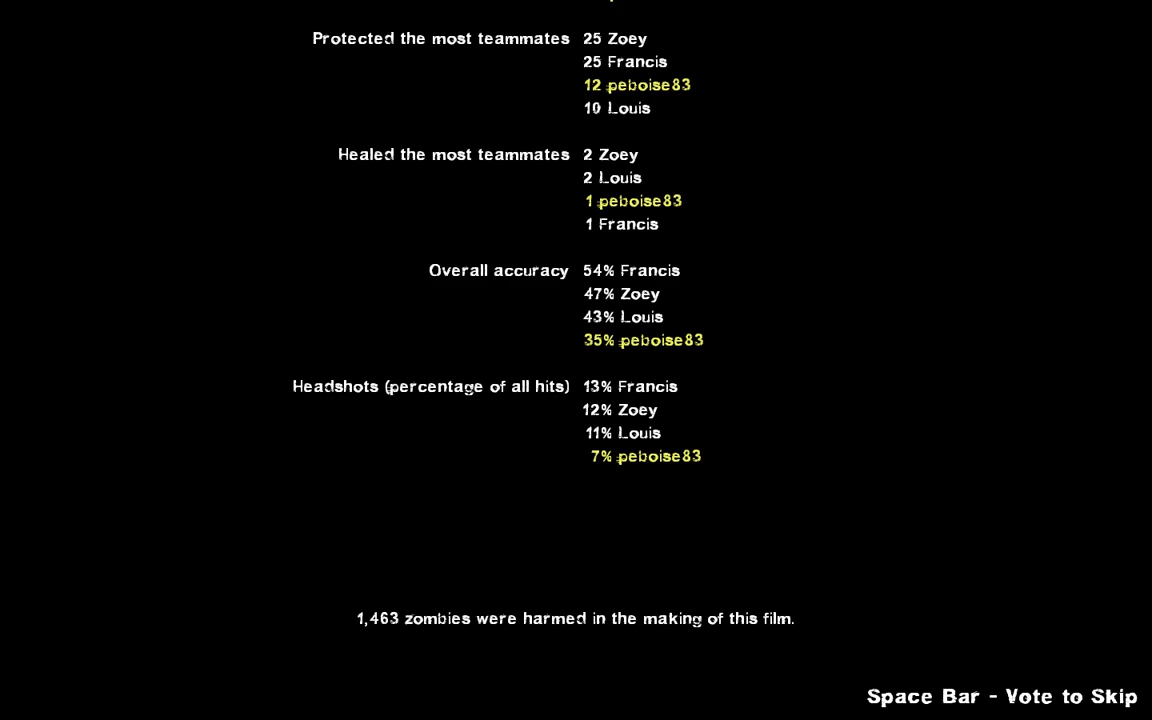 Protected the most teammates 25 Zoey
25 Francis
12 peboise83
10 Louis
Healed the most teammates 2 Zoey
2 Louis
1 peboise83
1 Francis
Overall accuracy 54% Francis
47% Zoey
43% Louis
35% peboise83
Headshots (percentage of all hits) 13% Francis
12% Zoey
11% Louis
7% peboise83
1,463 zombies were harmed in the making of this film.
Space Bar - Vote to Skip